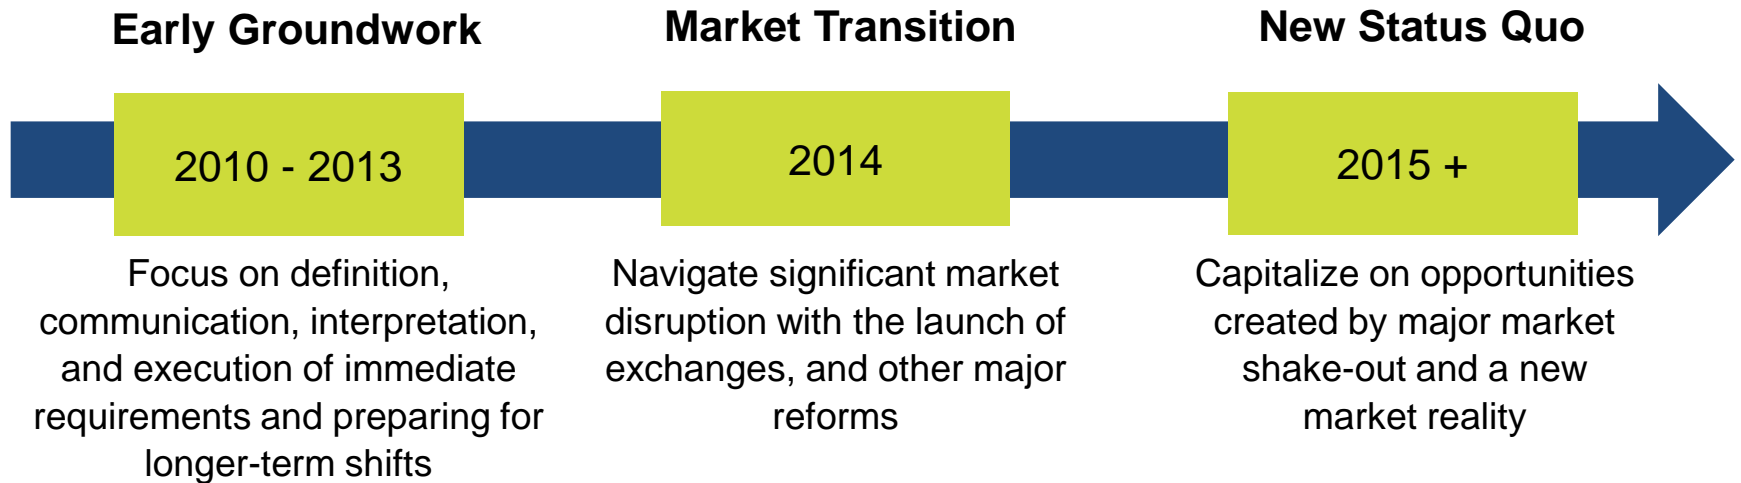 Early Groundwork
Market Transition
New Status Quo
2010 - 2013
2014
2015 +
Focus on definition,
communication, interpretation,
and execution of immediate
requirements and preparing for
longer-term shifts
Navigate significant market
disruption with the launch of
exchanges, and other major
reforms
Capitalize on opportunities
created by major market
shake-out and a new
market reality